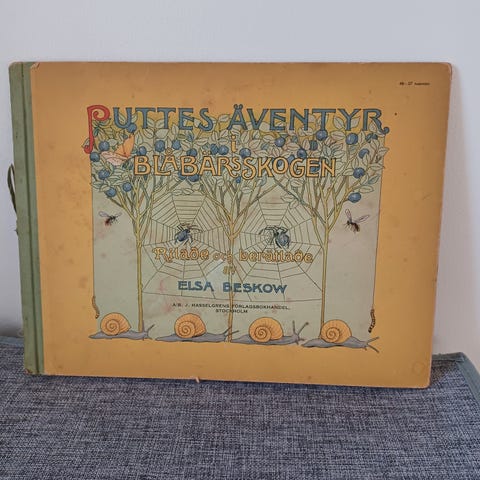 PUTTES ÄVENTYR
i
BLÅBÄRSSKOGEN
Ritade och berättade
av
ELSA BESKOW
A/B. J. HASSELGRENS FÖRLAGSBOKHANDEL,
STOCKHOLM